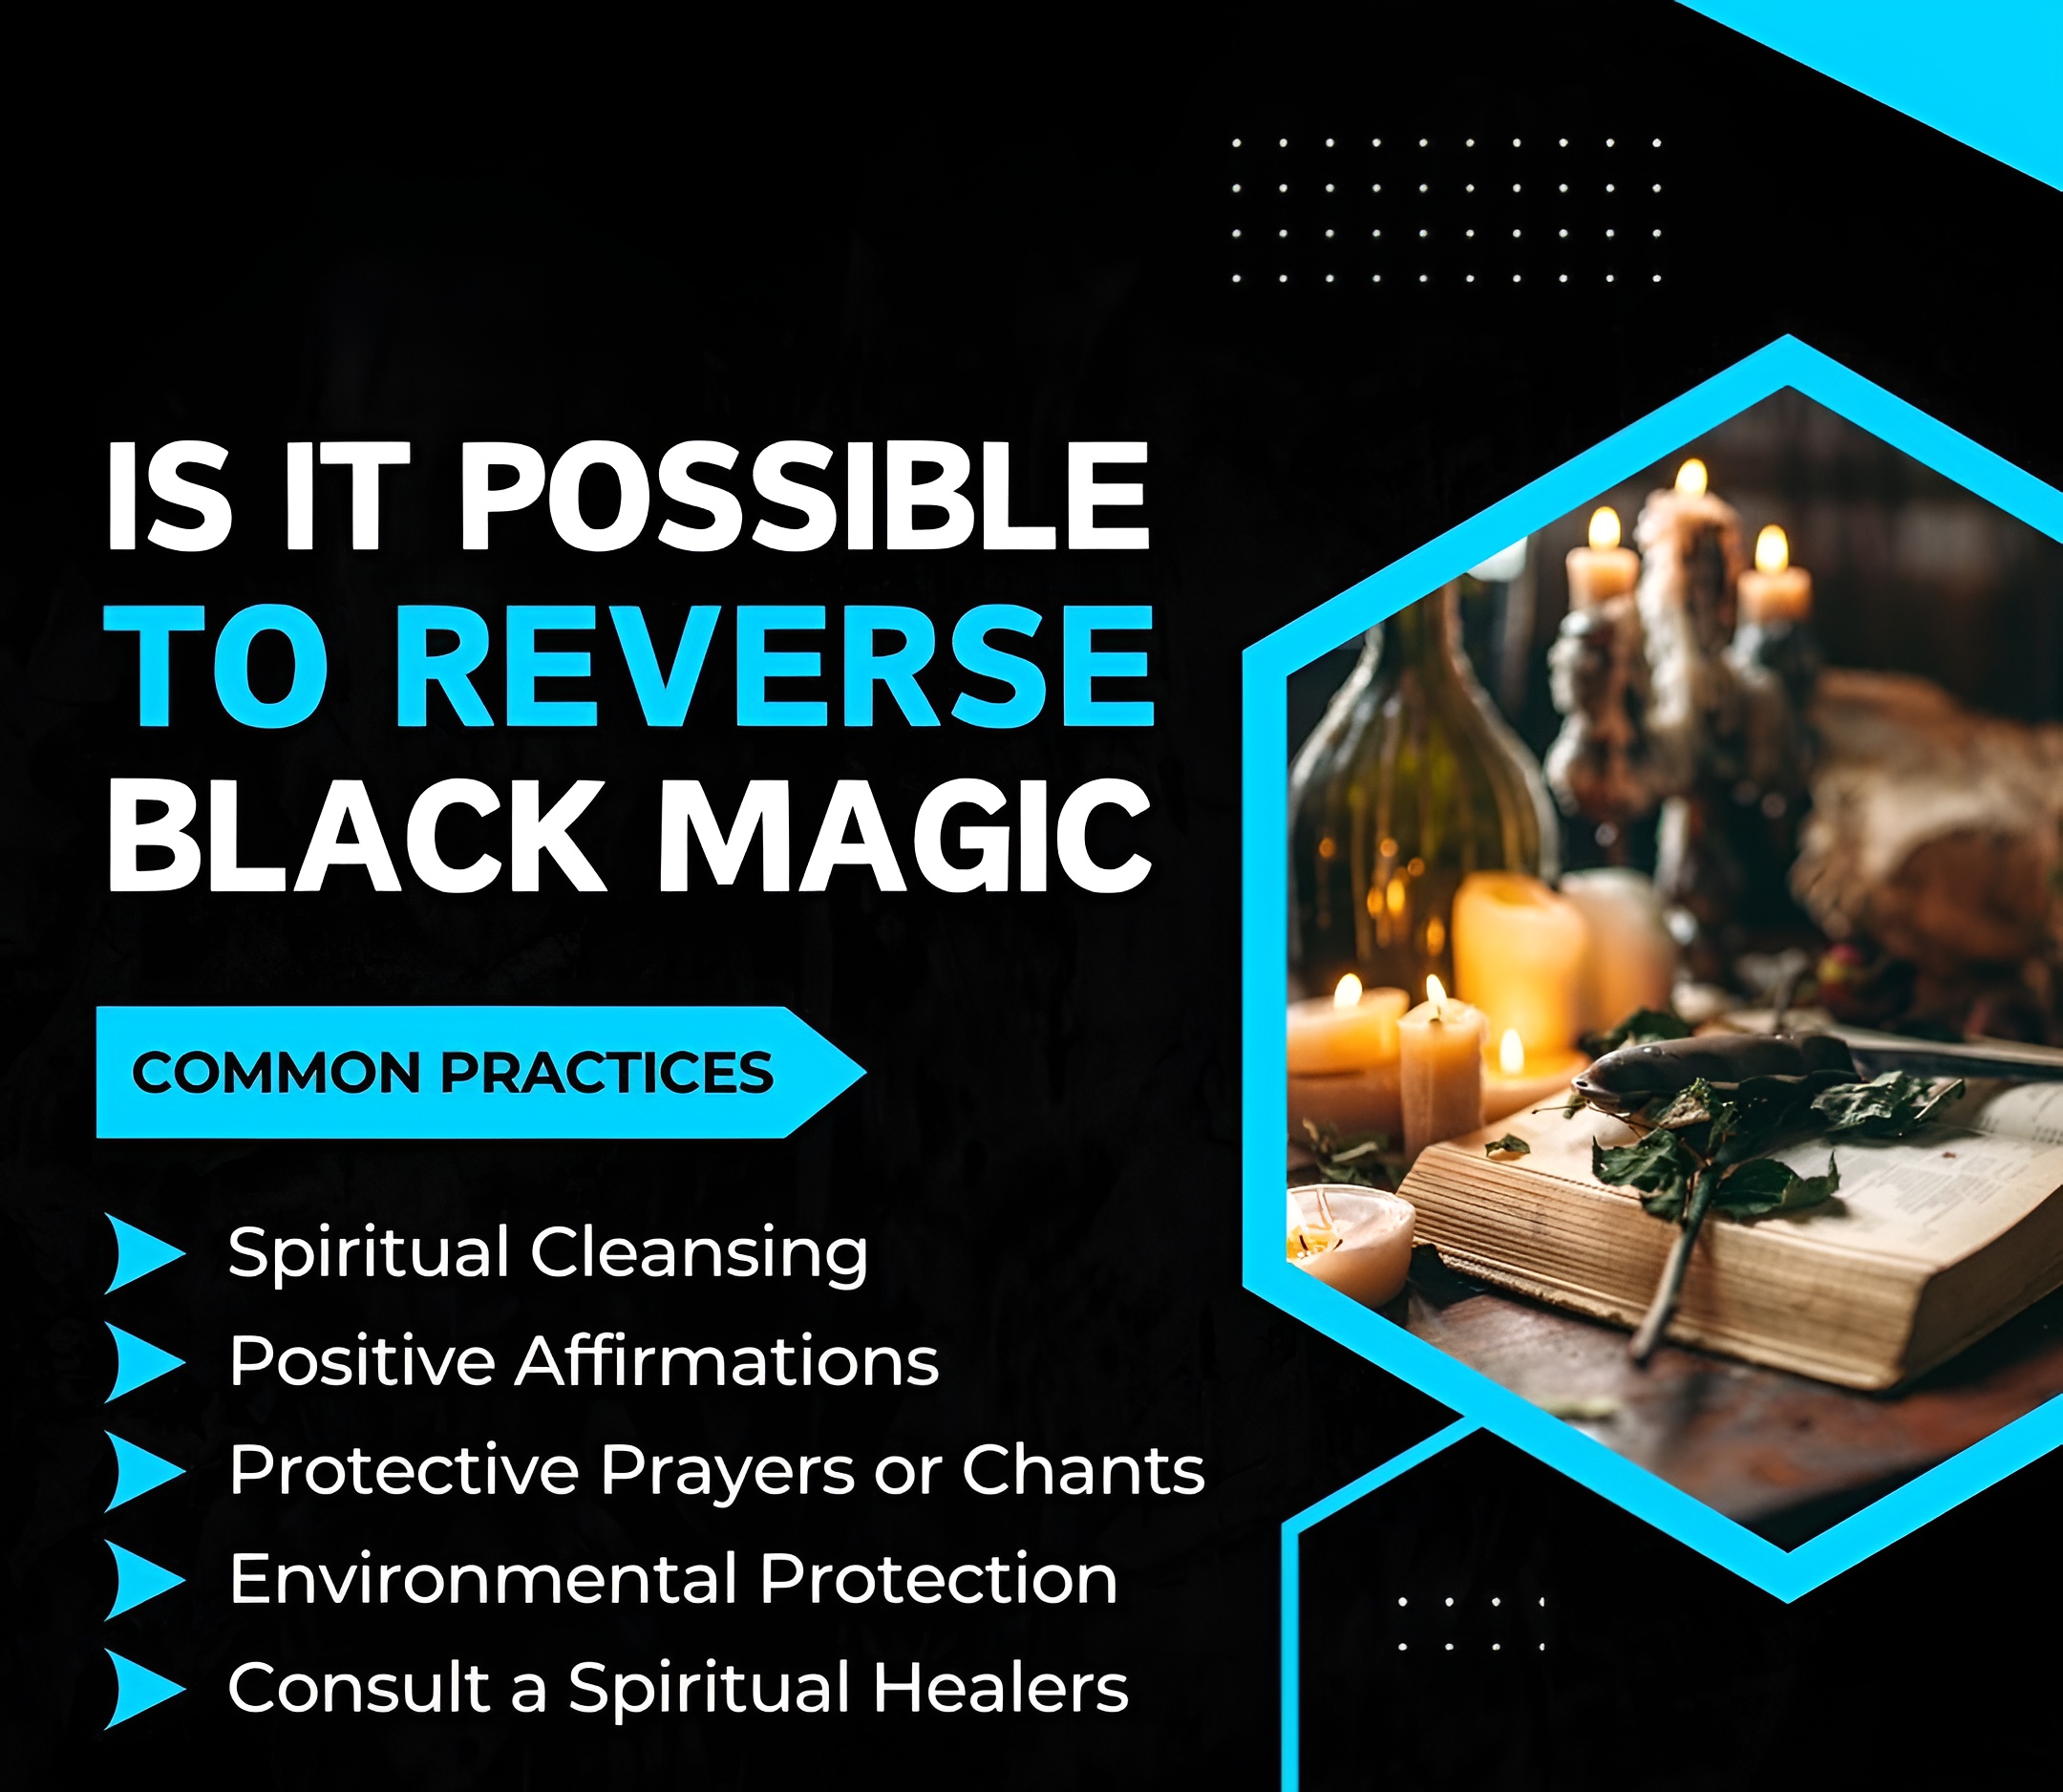 IS IT POSSIBLE
TO REVERSE
BLACK MAGIC
COMMON PRACTICES
Spiritual Cleansing
Positive Affirmations
Protective Prayers or Chants
Environmental Protection
Consult a Spiritual Healers